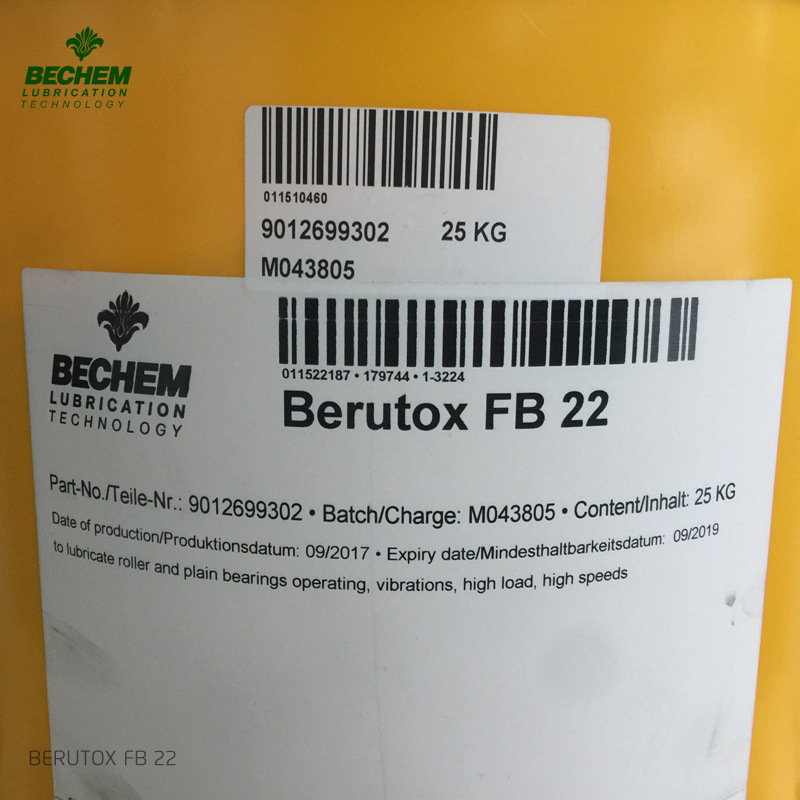 BECHEM
LUBRICATION
TECHNOLOGY
011510460
9012699302 25 KG
M043805
BECHEM
LUBRICATION
TECHNOLOGY
011522187 • 179744 • 1-3224
Berutox FB 22
Part-No./Teile-Nr.: 9012699302 • Batch/Charge: M043805 • Content/Inhalt: 25 KG
Date of production/Produktionsdatum: 09/2017 • Expiry date/Mindesthaltbarkeitsdatum: 09/2019
to lubricate roller and plain bearings operating, vibrations, high load, high speeds
BERUTOX FB 22